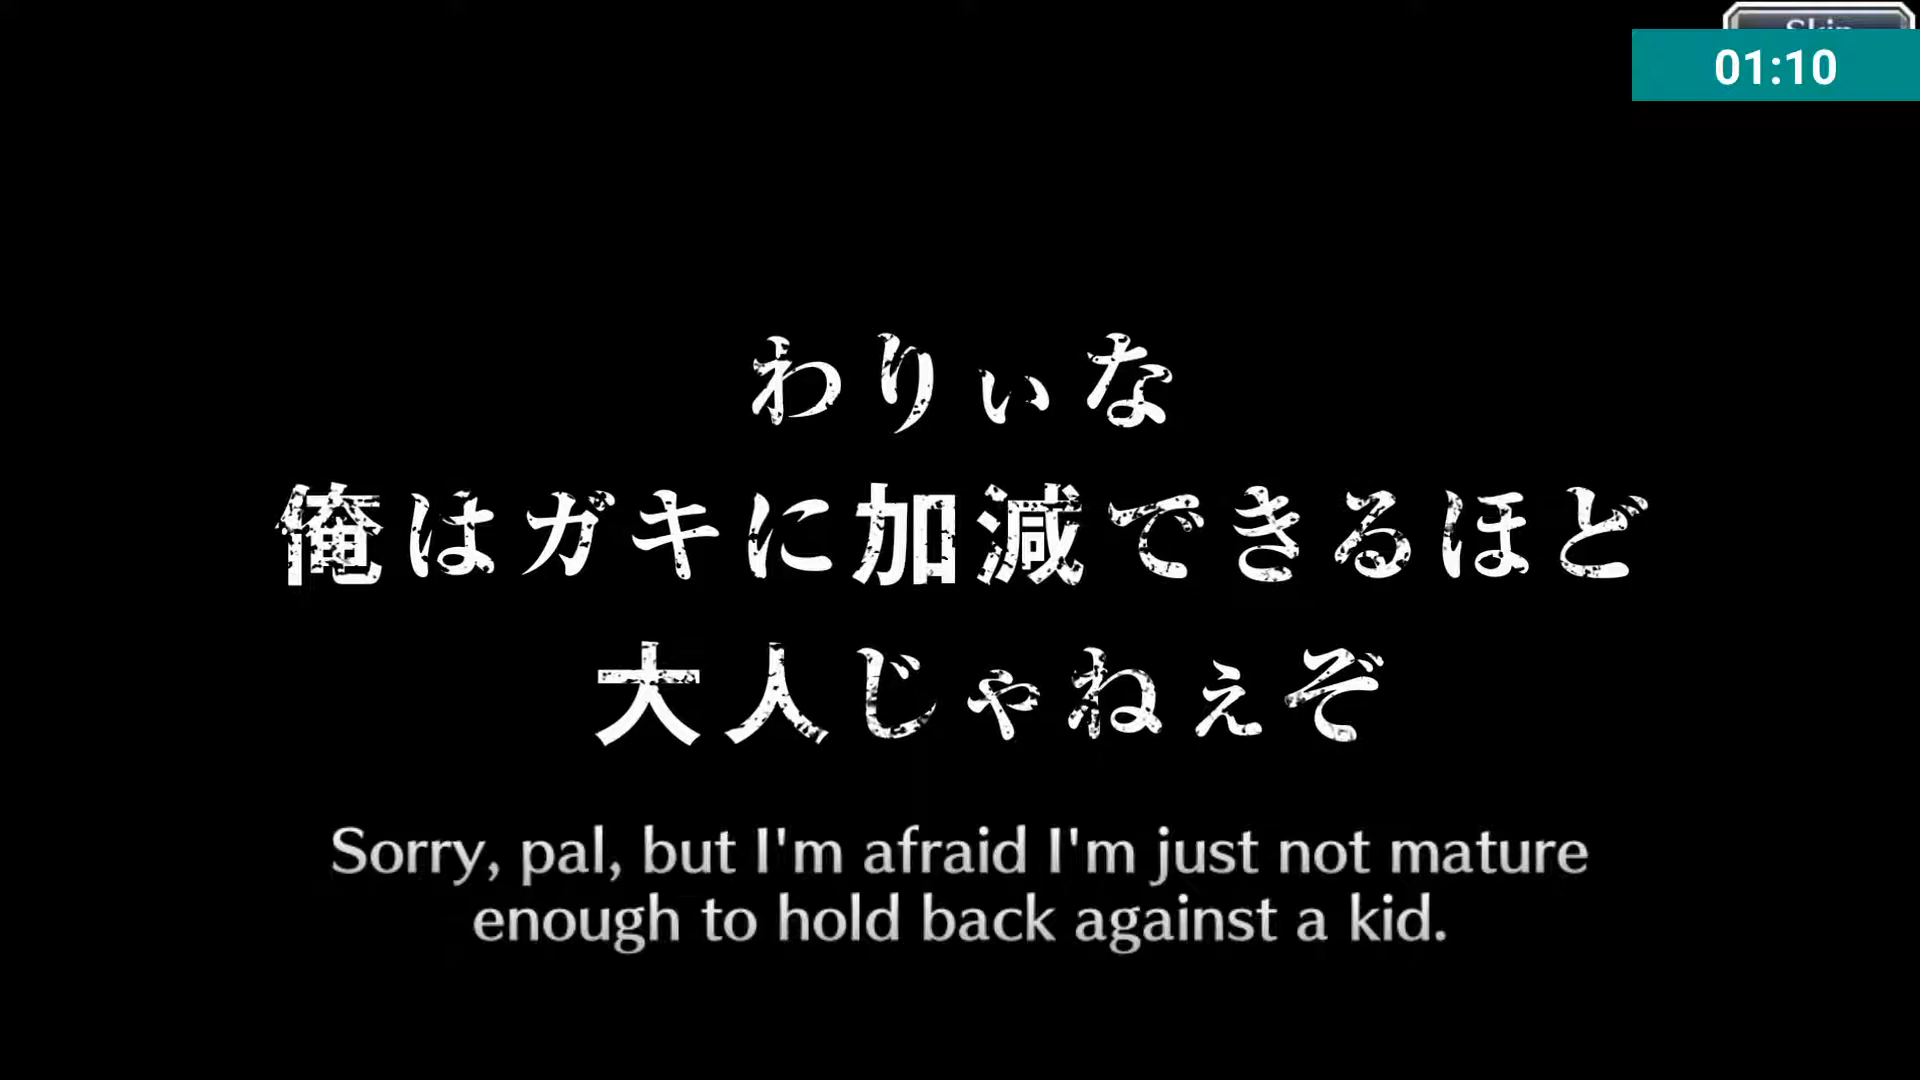 Skip
01:10
わりぃな
俺はガキに加減できるほど
大人じゃねぇぞ
Sorry, pal, but I'm afraid I'm just not mature
enough to hold back against a kid.